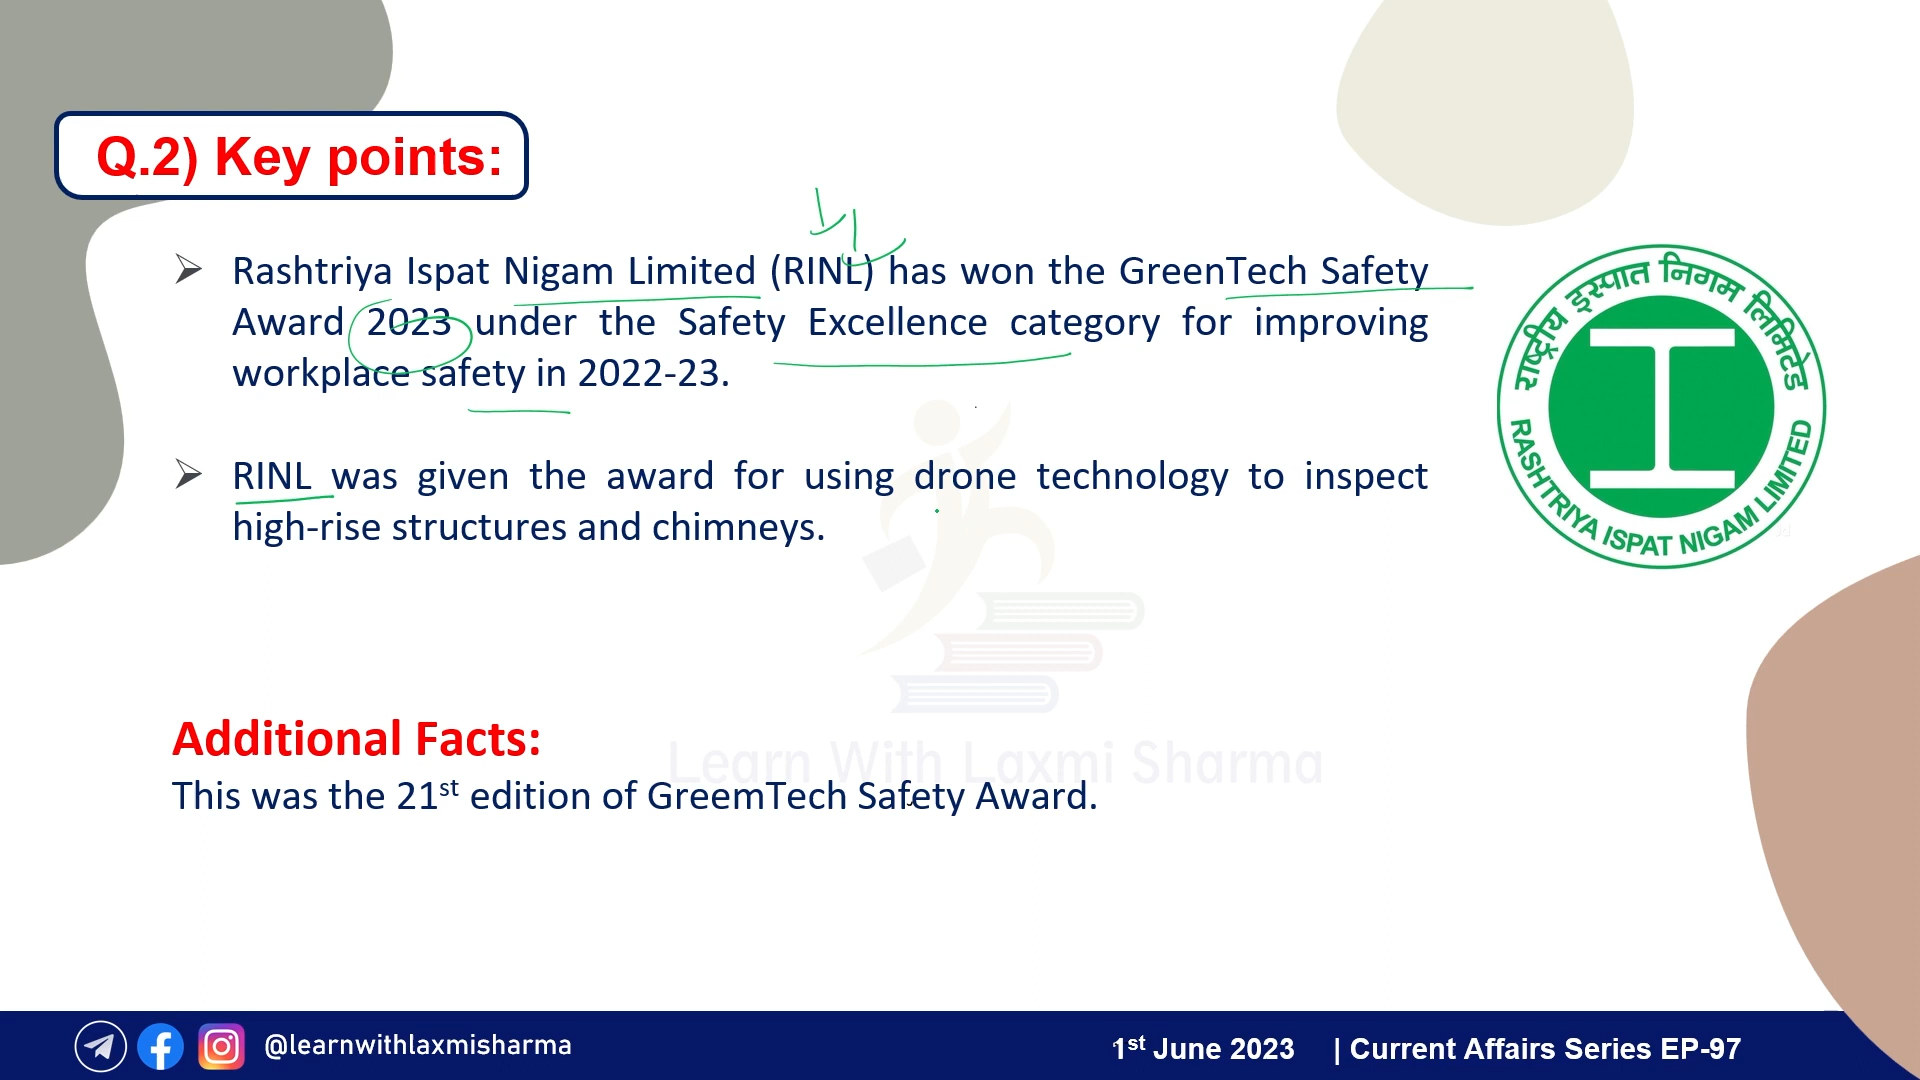 Q.2) Key points:
Rashtriya Ispat Nigam Limited (RINL) has won the GreenTech Safety
Award 2023 under the Safety Excellence category for improving
workplace safety in 2022-23.
RINL was given the award for using drone technology to inspect
high-rise structures and chimneys.
राष्ट्रीय इस्पात निगम लिमिटेड
RASHTRIYA ISPAT NIGAM LIMITED
Learn With Laxmi Sharma
Additional Facts:
This was the 21st edition of GreemTech Safety Award.
@learnwithlaxmisharma
1st June 2023 | Current Affairs Series EP-97